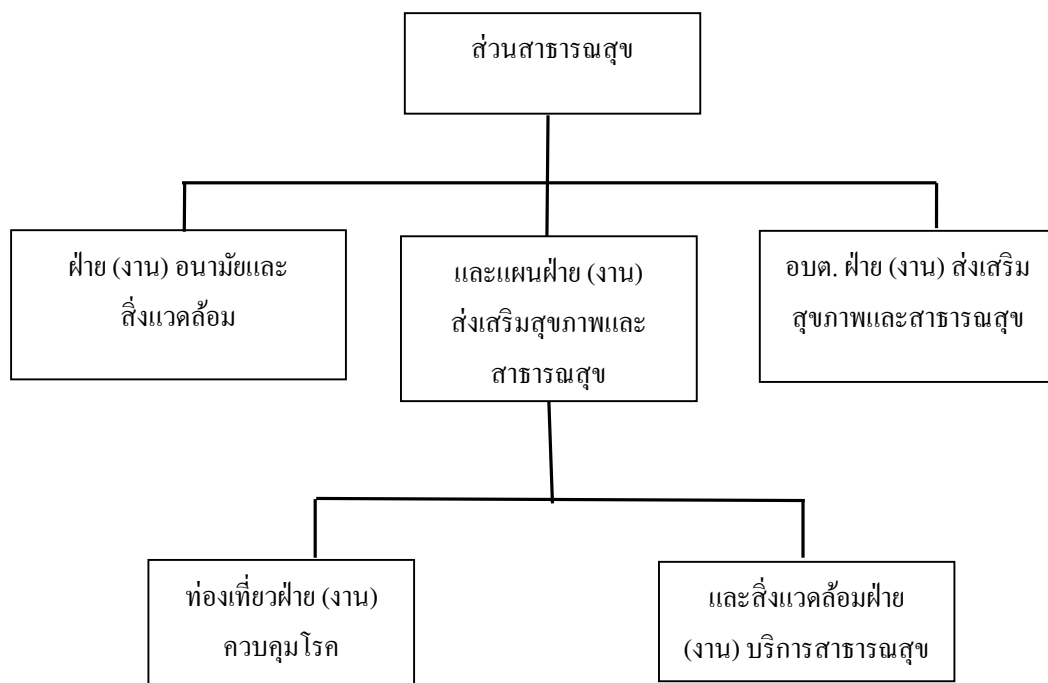 ส่วนสาธารณสุข
ฝ่าย (งาน) อนามัยและ
สิ่งแวดล้อม
และแผนฝ่าย (งาน)
ส่งเสริมสุขภาพและ
สาธารณสุข
อบต. ฝ่าย (งาน) ส่งเสริม
สุขภาพและสาธารณสุข
ท่องเที่ยวฝ่าย (งาน)
ควบคุมโรค
และสิ่งแวดล้อมฝ่าย
(งาน) บริการสาธารณสุข